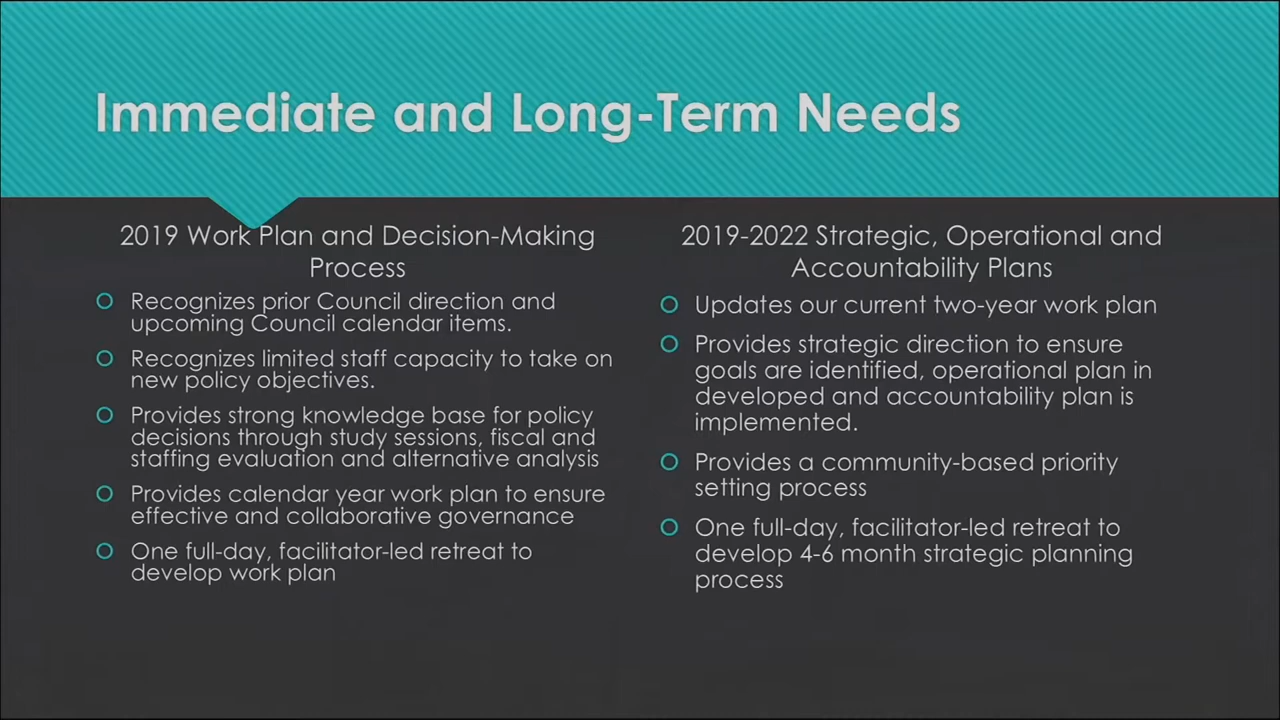 Immediate and Long-Term Needs
2019 Work Plan and Decision-Making
Process
Recognizes prior Council direction and
upcoming Council calendar items.
Recognizes limited staff capacity to take on
new policy objectives.
Provides strong knowledge base for policy
decisions through study sessions, fiscal and
staffing evaluation and alternative analysis
Provides calendar year work plan to ensure
effective and collaborative governance
One full-day, facilitator-led retreat to
develop work plan
2019-2022 Strategic, Operational and
Accountability Plans
Updates our current two-year work plan
Provides strategic direction to ensure
goals are identified, operational plan in
developed and accountability plan is
implemented.
Provides a community-based priority
setting process
One full-day, facilitator-led retreat to
develop 4-6 month strategic planning
process